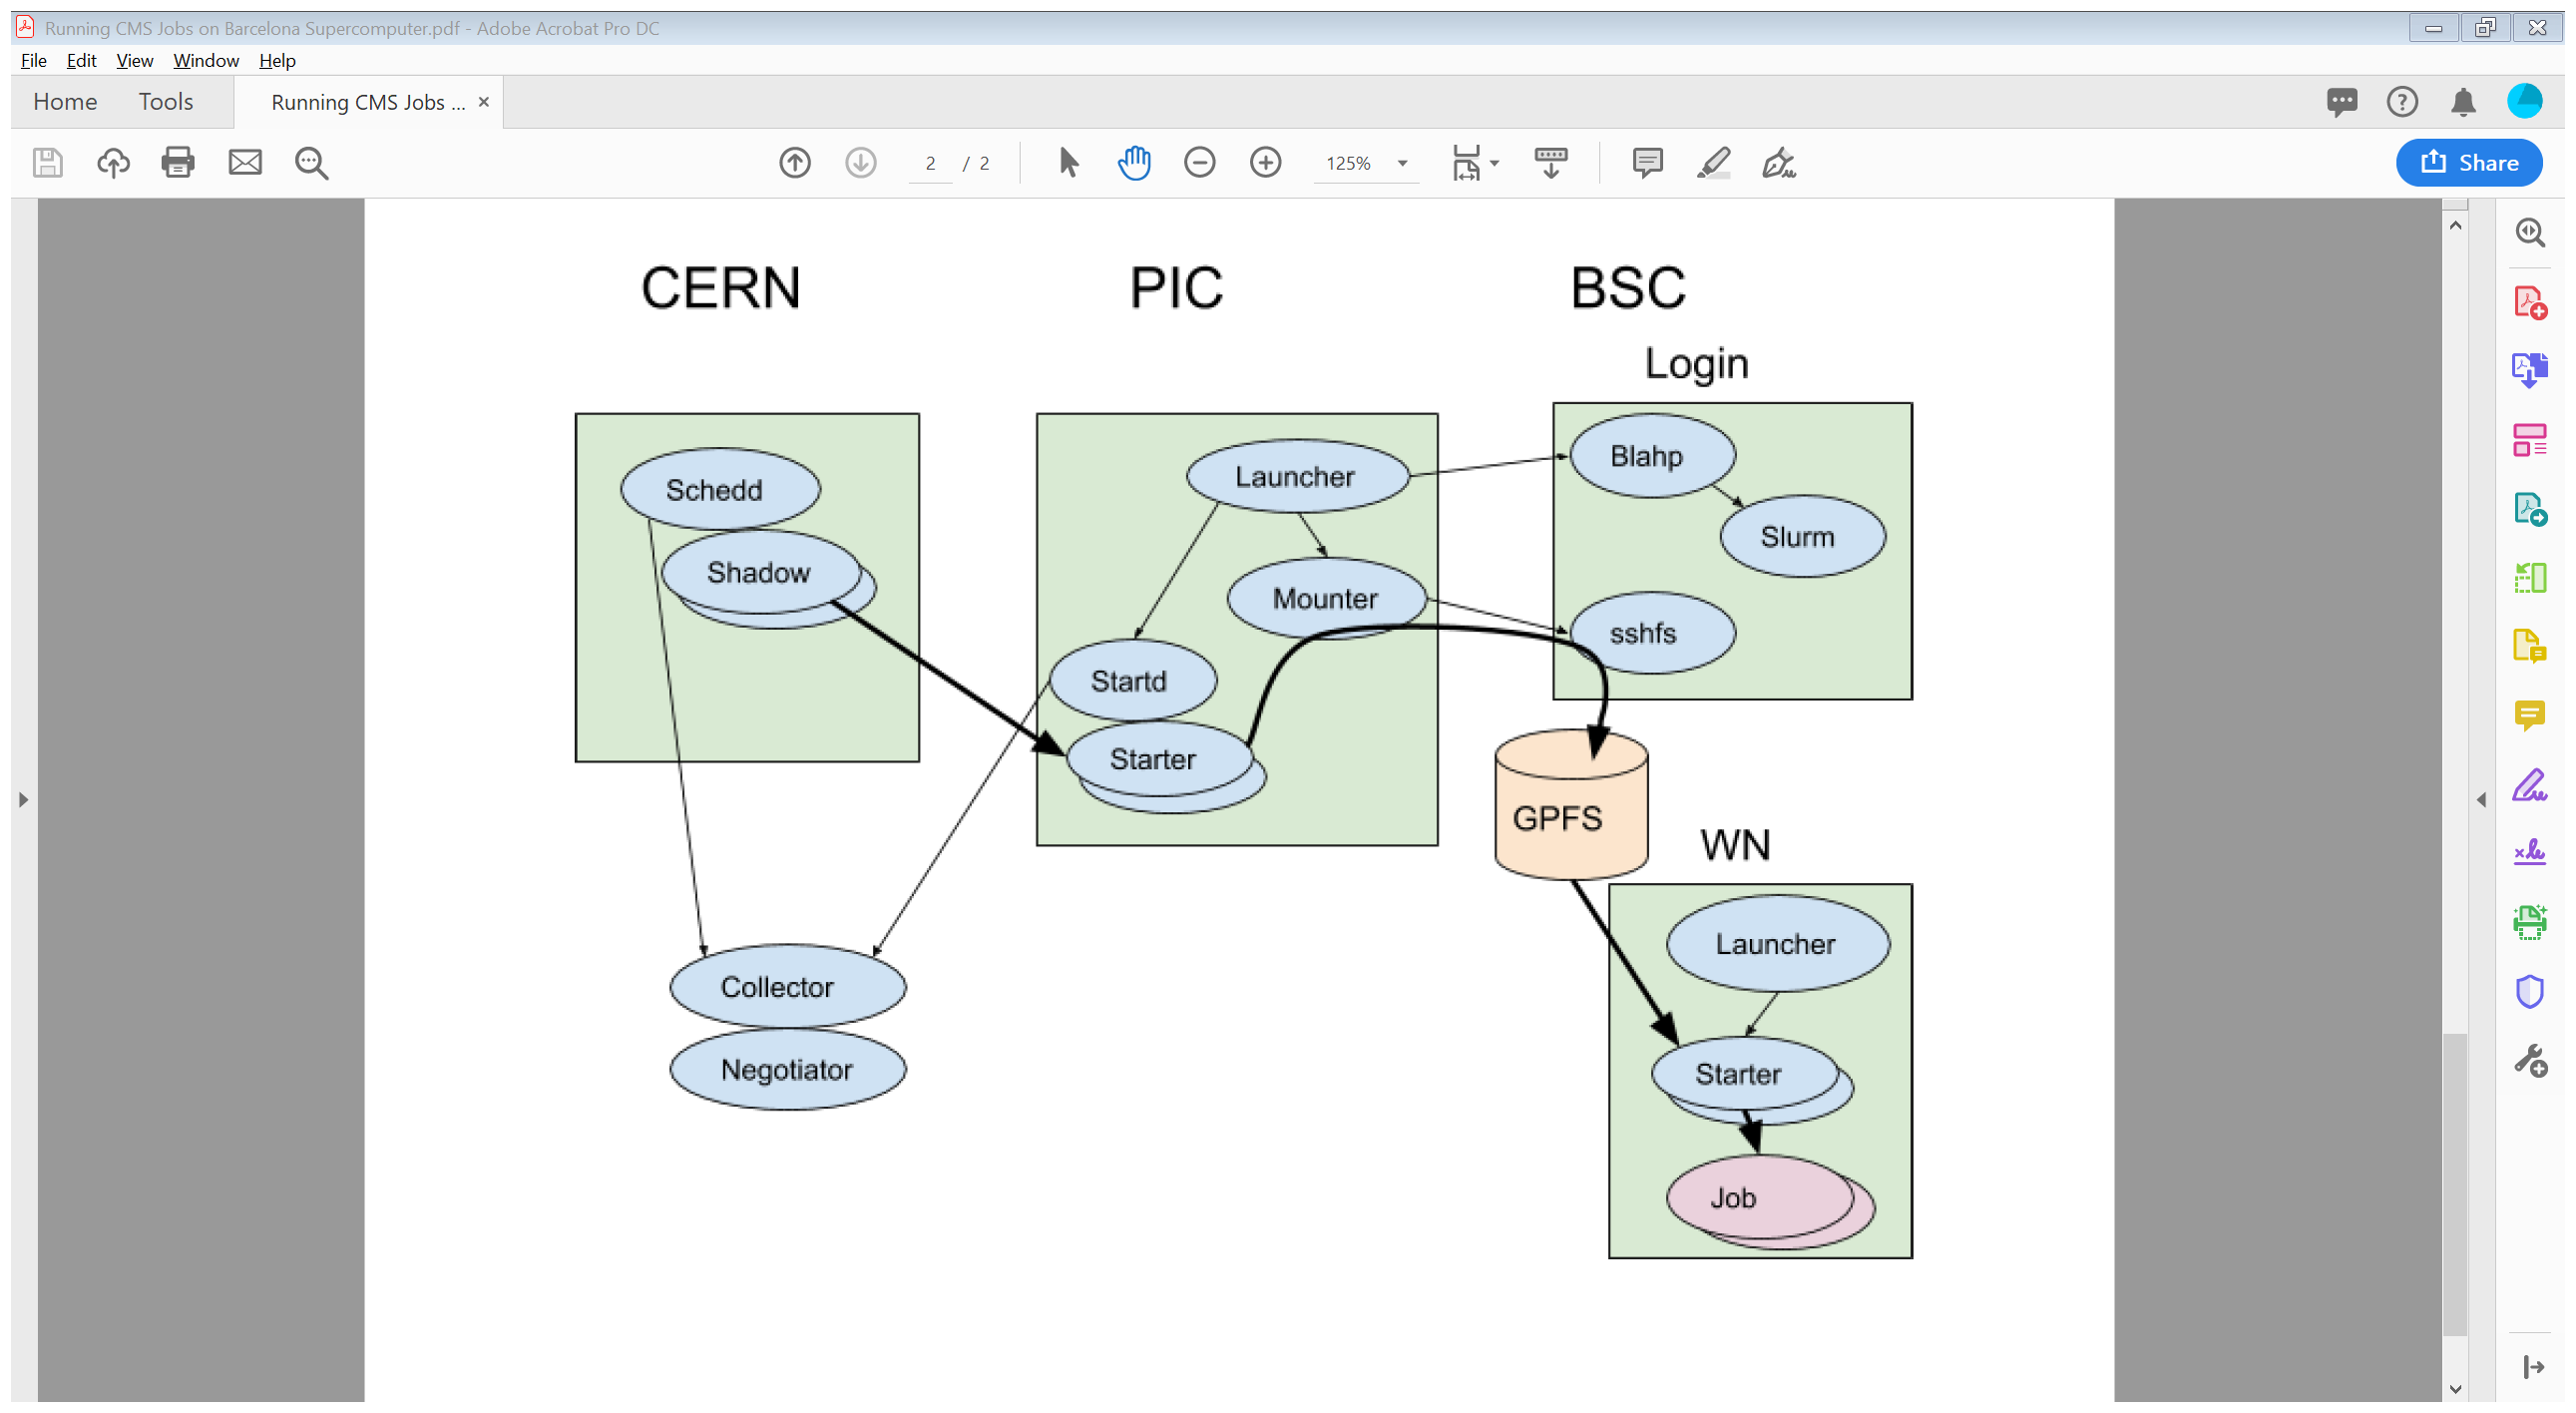 Running CMS Jobs on Barcelona Supercomputer.pdf - Adobe Acrobat Pro DC
File Edit View Window Help
Home Tools Running CMS Jobs ... ×
2 / 2 125% Share
CERN PIC BSC
Login
Schedd
Shadow
Launcher
Mounter
Startd
Starter
Blahp
Slurm
sshfs
GPFS
WN
Collector
Negotiator
Launcher
Starter
Job